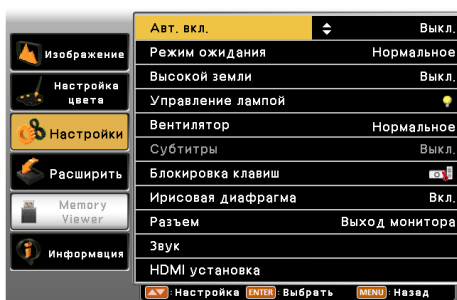 Изображение
Настройка
цвета
Настройки
Расширить
Memory
Viewer
Информация
Авт. вкл. Выкл.
Режим ожидания Нормальное
Высокой земли Выкл.
Управление лампой
Вентилятор Нормальное
Субтитры Выкл.
Блокировка клавиш
Ирисовая диафрагма Вкл.
Разъем Выход монитора
Звук
HDMI установка
:Настройка ENTER:Выбрать MENU:Назад